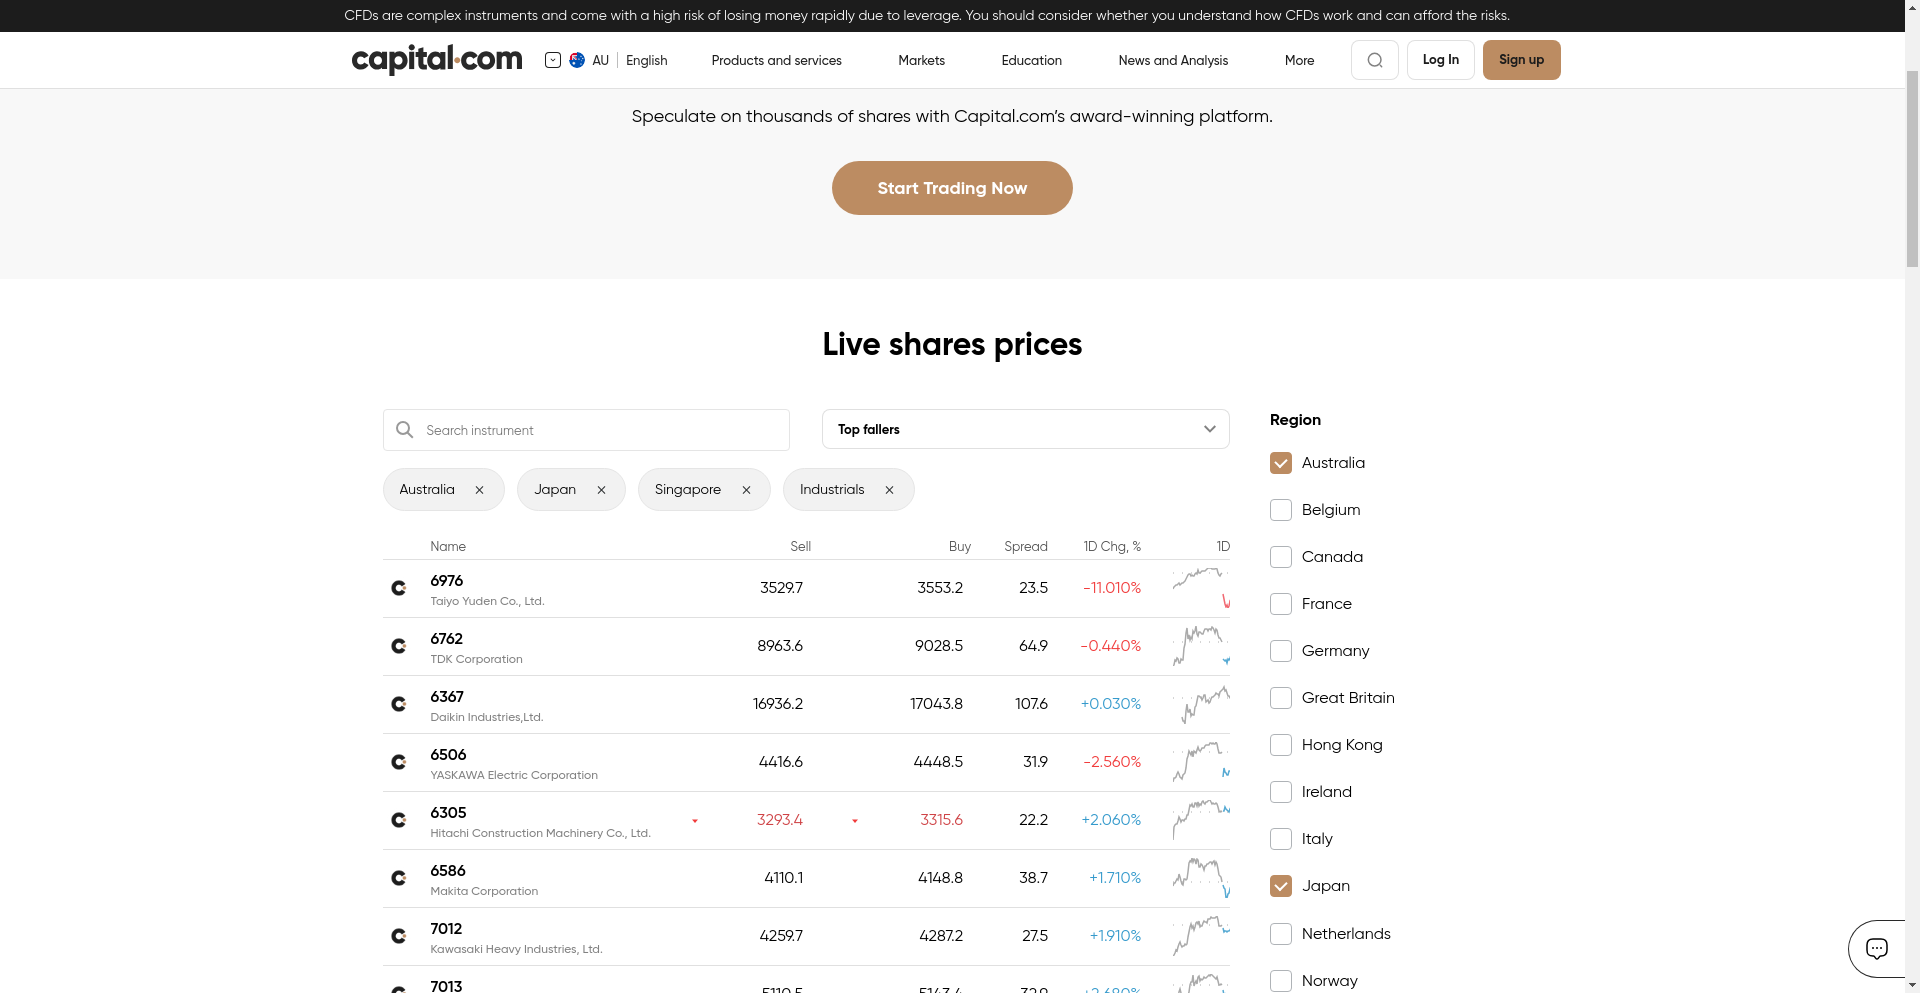 CFDs are complex instruments and come with a high risk of losing money rapidly due to leverage. You should consider whether you understand how CFDs work and can afford the risks.
capital.com AU English Products and services Markets Education News and Analysis More Log In Sign up
Speculate on thousands of shares with Capital.com’s award-winning platform.
Start Trading Now
Live shares prices
Search instrument
Top fallers
Australia Japan Singapore Industrials
Name Sell Buy Spread 1D Chg, % 1D
6976 3529.7 3553.2 23.5 -11.010%
Taiyo Yuden Co., Ltd.
6762 8963.6 9028.5 64.9 -0.440%
TDK Corporation
6367 16936.2 17043.8 107.6 +0.030%
Daikin Industries,Ltd.
6506 4416.6 4448.5 31.9 -2.560%
YASKAWA Electric Corporation
6305 3293.4 3315.6 22.2 +2.060%
Hitachi Construction Machinery Co., Ltd.
6586 4110.1 4148.8 38.7 +1.710%
Makita Corporation
7012 4259.7 4287.2 27.5 +1.910%
Kawasaki Heavy Industries, Ltd.
7013
Region
Australia
Belgium
Canada
France
Germany
Great Britain
Hong Kong
Ireland
Italy
Japan
Netherlands
Norway